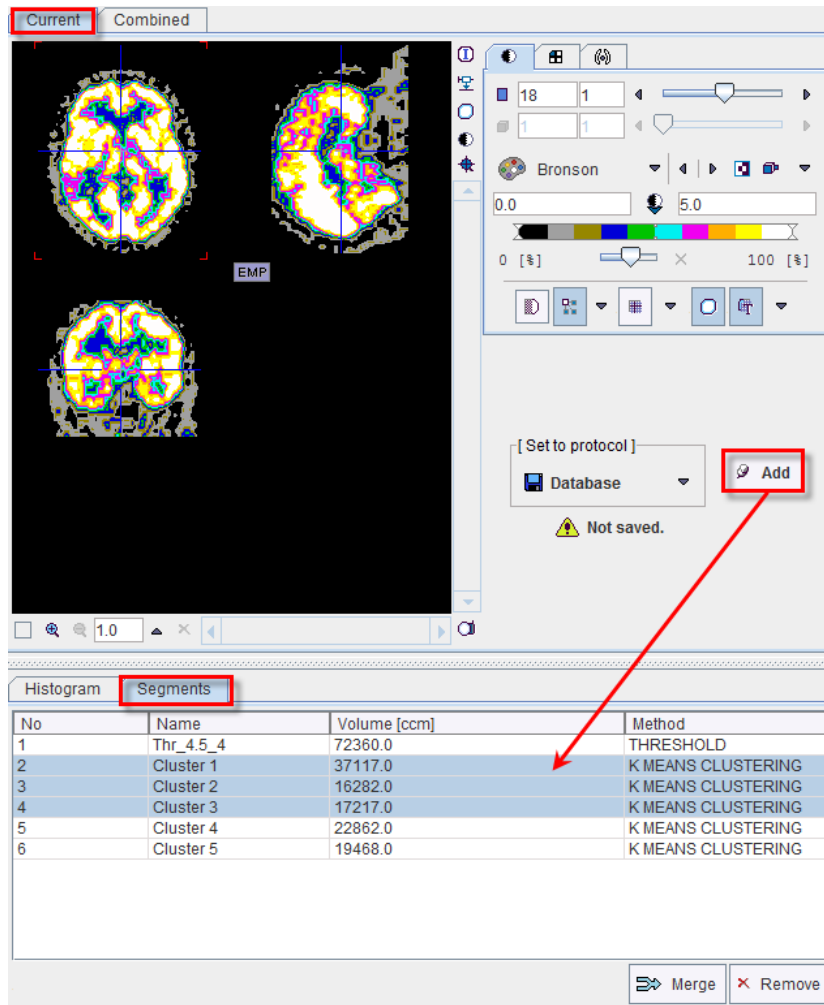 Current Combined
18 1
1 1
Bronson
0.0 5.0
0 [%] 100 [%]
EMP
[ Set to protocol ]
Database
Add
Not saved.
1.0
Histogram Segments
No Name Volume [ccm] Method
1 Thr_4.5_4 72360.0 THRESHOLD
2 Cluster 1 37117.0 K MEANS CLUSTERING
3 Cluster 2 16282.0 K MEANS CLUSTERING
4 Cluster 3 17217.0 K MEANS CLUSTERING
5 Cluster 4 22862.0 K MEANS CLUSTERING
6 Cluster 5 19468.0 K MEANS CLUSTERING
Merge Remove